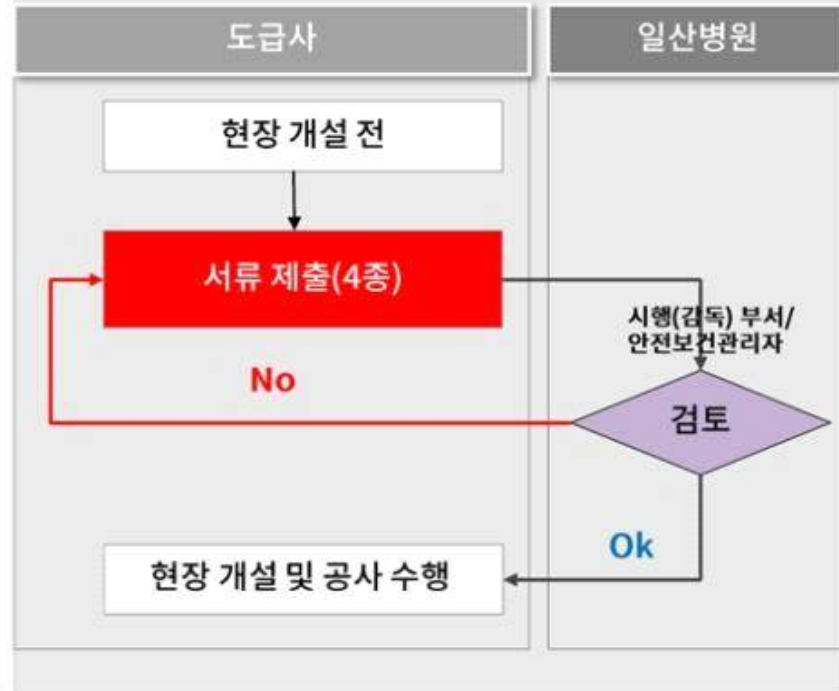 도급사
일산병원
현장 개설 전
서류 제출(4종)
시행(감독) 부서/
안전보건관리자
No
검토
Ok
현장 개설 및 공사 수행